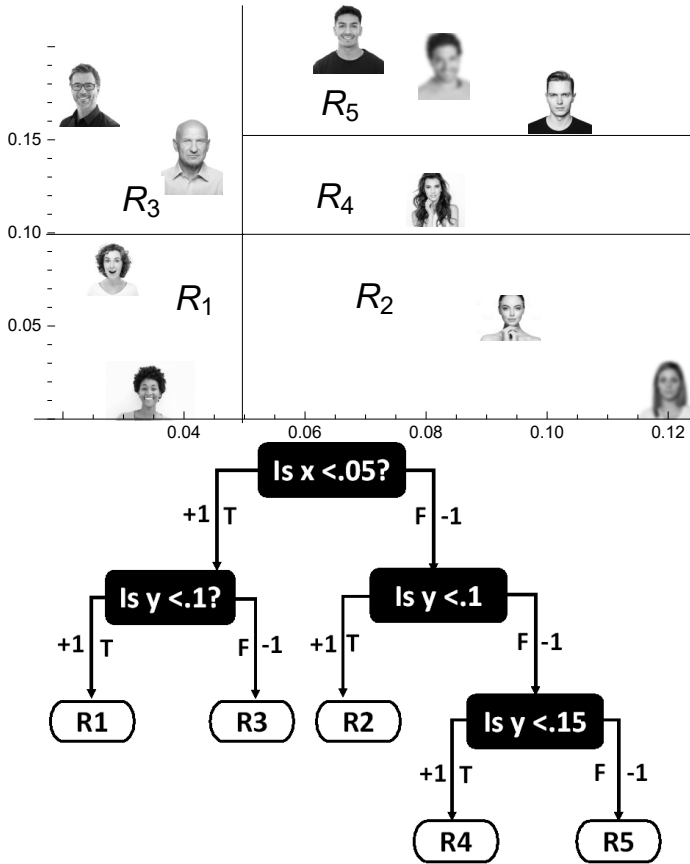 R5
0.15
R3
R4
0.10
R1
R2
0.05
0.04 0.06 0.08 0.10 0.12
Is x <.05?
+1 T F -1
Is y <.1? Is y <.1
+1 T F -1 +1 T F -1
R1 R3 R2 Is y <.15
+1 T F -1
R4 R5